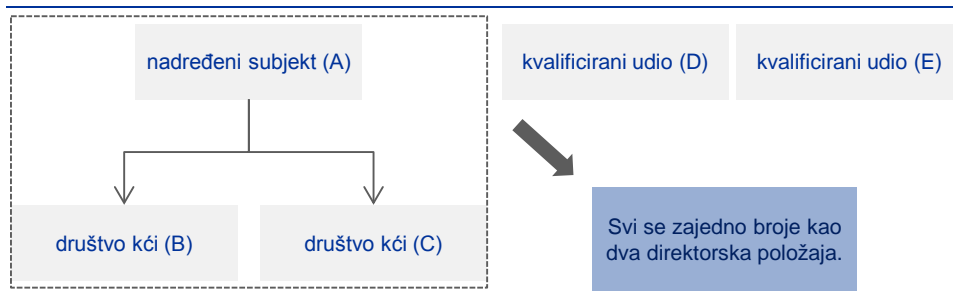 nadređeni subjekt (A)
kvalificirani udio (D)
kvalificirani udio (E)
društvo kći (B)
društvo kći (C)
Svi se zajedno broje kao
dva direktorska položaja.